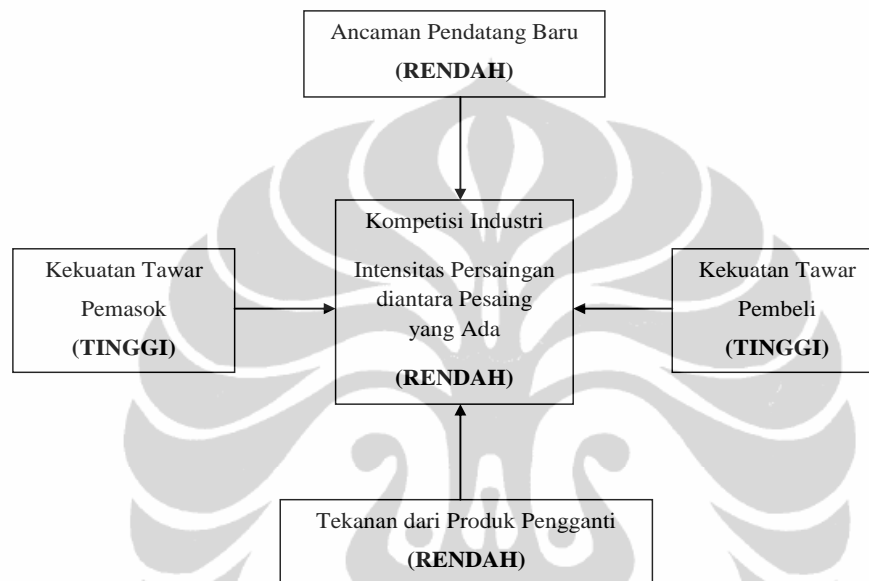 Ancaman Pendatang Baru
(RENDAH)
Kompetisi Industri
Intensitas Persaingan
diantara Pesaing
yang Ada
(RENDAH)
Kekuatan Tawar
Pemasok
(TINGGI)
Kekuatan Tawar
Pembeli
(TINGGI)
Tekanan dari Produk Pengganti
(RENDAH)